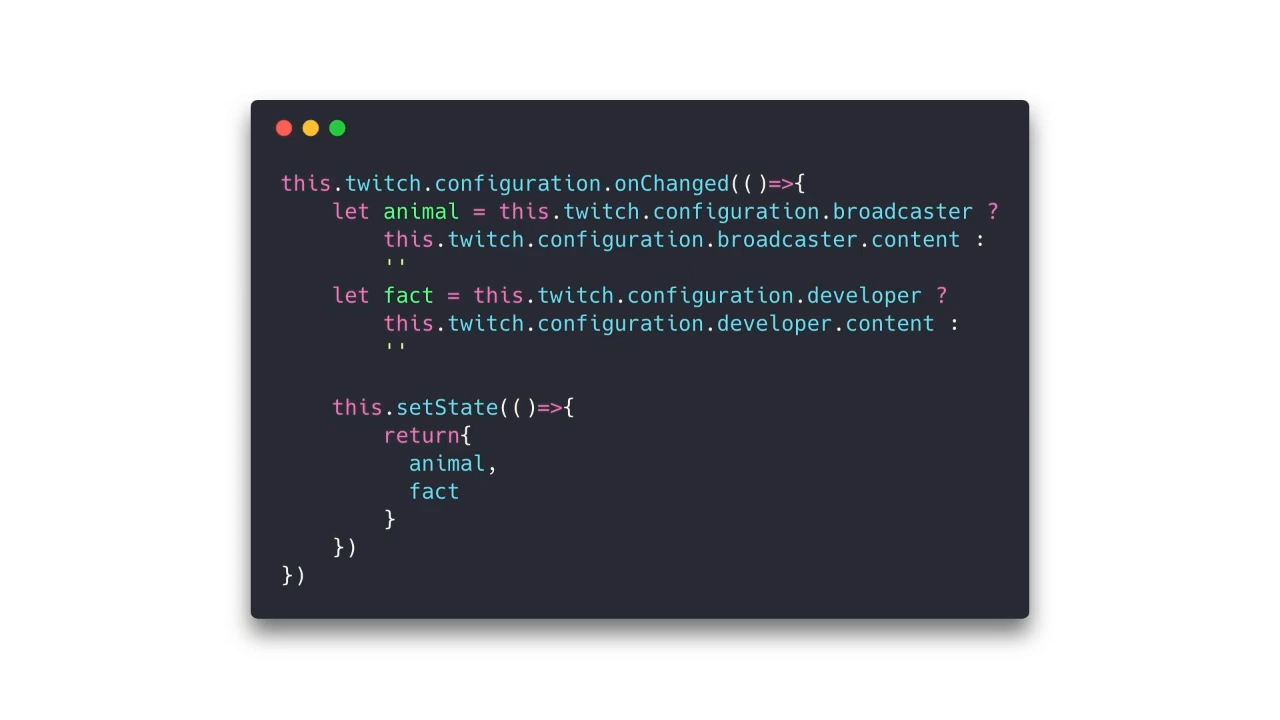 this.twitch.configuration.onChanged(()=>{
    let animal = this.twitch.configuration.broadcaster ?
        this.twitch.configuration.broadcaster.content :
        ''
    let fact = this.twitch.configuration.developer ?
        this.twitch.configuration.developer.content :
        ''

    this.setState(()=>{
        return{
          animal,
          fact
        }
    })
})